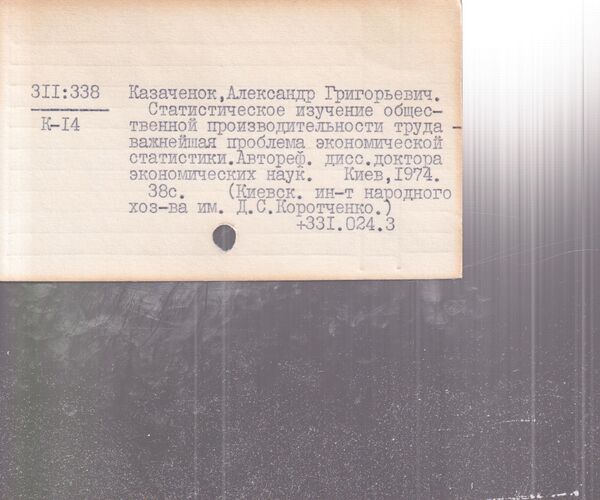 3II:338
К-I4
Казаченок,Александр Григорьевич.
Статистическое изучение общес-
твенной производительности труда -
важнейшая проблема экономической
статистики.Автореф. дисс.доктора
экономических наук. Киев,I974.
38с. (Киевск. ин-т народного
хоз-ва им. Д.С.Коротченко.)
+33I.024.3